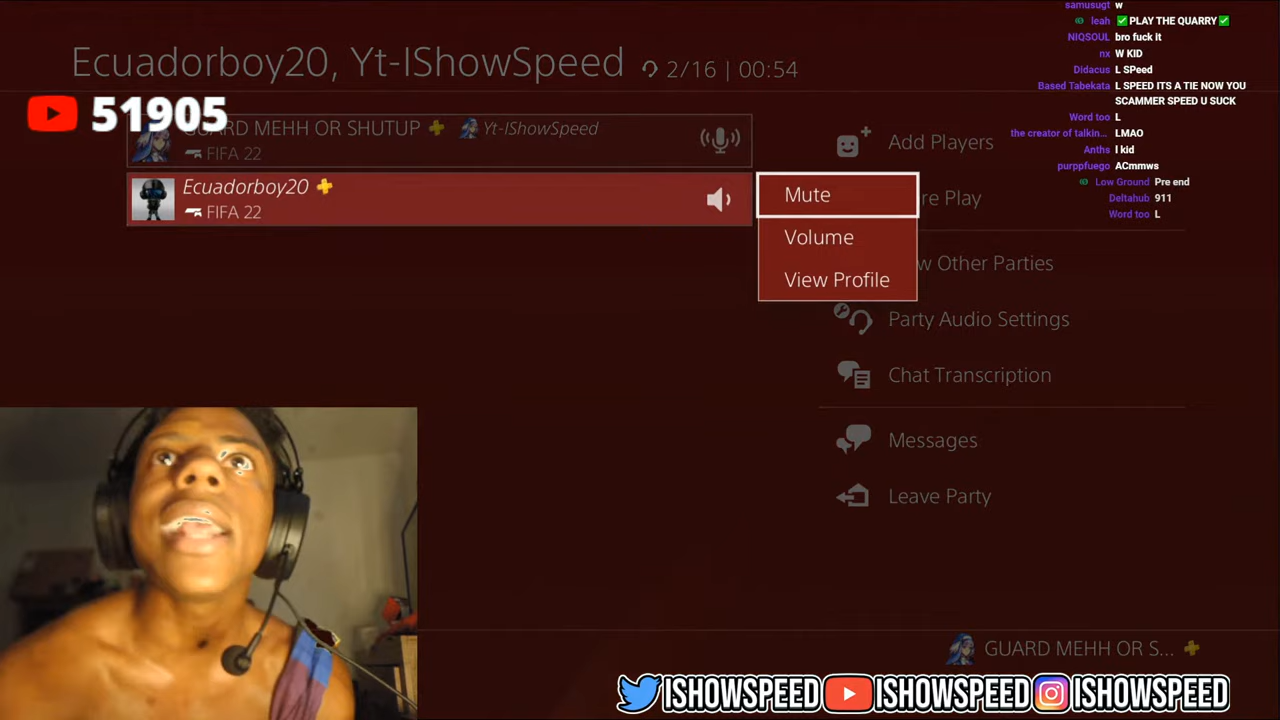 Ecuadorboy20, Yt-IShowSpeed 2/16 | 00:54
51905
GUARD MEHH OR SHUTUP Yt-IShowSpeed
FIFA 22
Ecuadorboy20
FIFA 22
Mute
Volume
View Profile
Add Players
re Play
w Other Parties
Party Audio Settings
Chat Transcription
Messages
Leave Party
GUARD MEHH OR S...
samusugt w
leah ✅ PLAY THE QUARRY ✅
NIQSOUL bro fuck it
nx W KID
Didacus L SPeed
Based Tabekata L SPEED ITS A TIE NOW YOU
SCAMMER SPEED U SUCK
Word too L
the creator of talkin... LMAO
Anths l kid
purppfuego ACmmws
Low Ground Pre end
Deltahub 911
Word too L
ISHOWSPEED ISHOWSPEED ISHOWSPEED